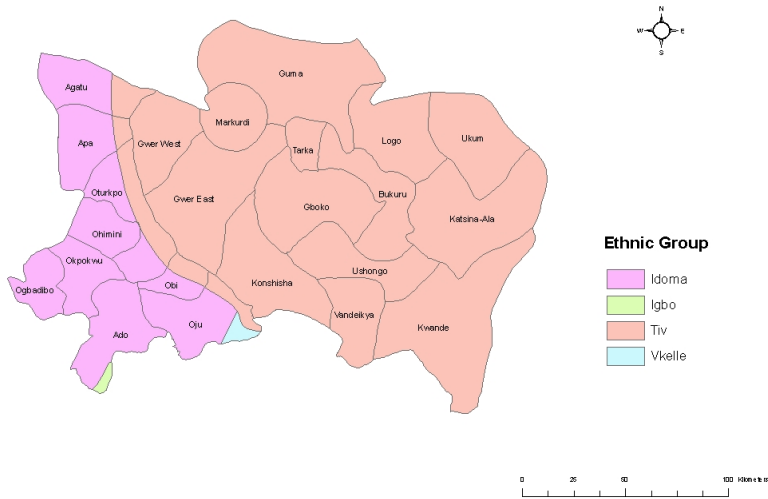 N
W E
S
Guma
Agatu
Markurdi
Logo
Ukum
Apa
Gwer West
Tarka
Oturkpo
Gwer East
Bukuru
Gboko
Katsina-Ala
Ohimini
Okpokwu
Ethnic Group
Ushongo
Idoma
Obi
Konshisha
Ogbadibo
Igbo
Vandeikya
Oju
Kwande
Tiv
Ado
Vkelle
0 25 50 100 Kilometers